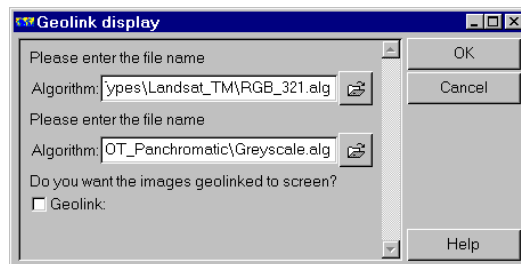 Geolink display
Please enter the file name
OK
Algorithm: ypes\Landsat_TM\RGB_321.alg
Cancel
Please enter the file name
Algorithm: OT_Panchromatic\Greyscale.alg
Do you want the images geolinked to screen?
Geolink:
Help